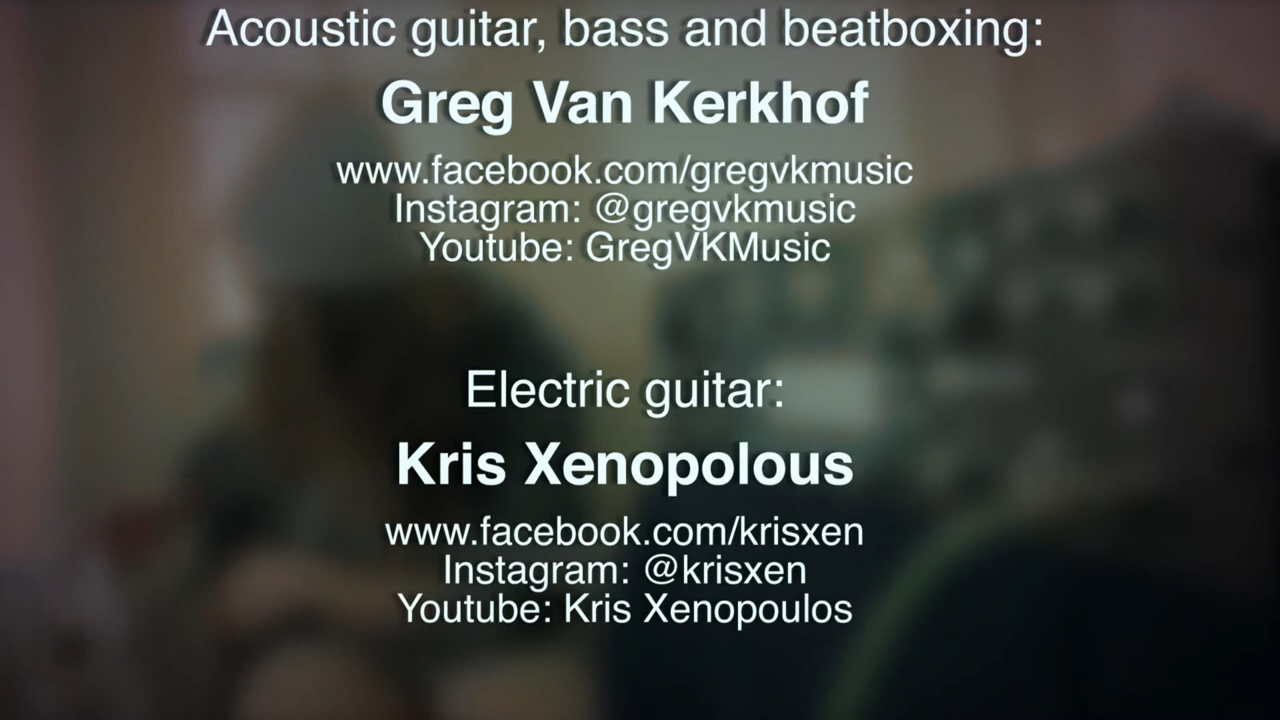 Acoustic guitar, bass and beatboxing:
Greg Van Kerkhof
www.facebook.com/gregvkmusic
Instagram: @gregvkmusic
Youtube: GregVKMusic
Electric guitar:
Kris Xenopolous
www.facebook.com/krisxen
Instagram: @krisxen
Youtube: Kris Xenopoulos